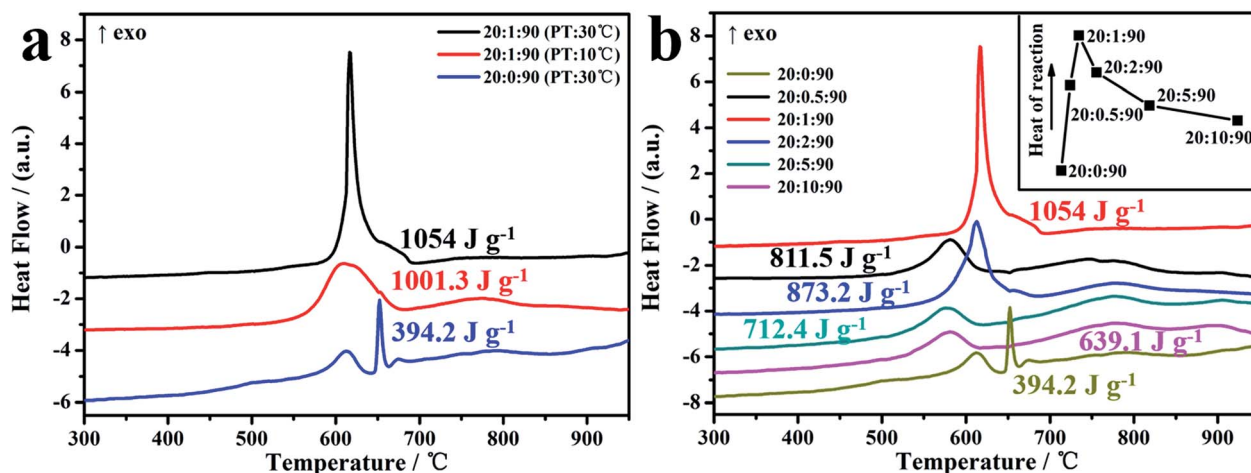 a
↑ exo
20:1:90 (PT:30℃)
20:1:90 (PT:10℃)
20:0:90 (PT:30℃)
8
6
4
2
0
-2
-4
-6
1054 J g-1
1001.3 J g-1
394.2 J g-1
300 400 500 600 700 800 900
Heat Flow / (a.u.)
Temperature / ℃
b
↑ exo
20:0:90
20:0.5:90
20:1:90
20:2:90
20:5:90
20:10:90
Heat of reaction
20:1:90
20:2:90
20:5:90
20:0.5:90
20:10:90
20:0:90
8
6
4
2
0
-2
-4
-6
-8
1054 J g-1
811.5 J g-1
873.2 J g-1
712.4 J g-1
639.1 J g-1
394.2 J g-1
300 400 500 600 700 800 900
Heat Flow / (a.u.)
Temperature / ℃